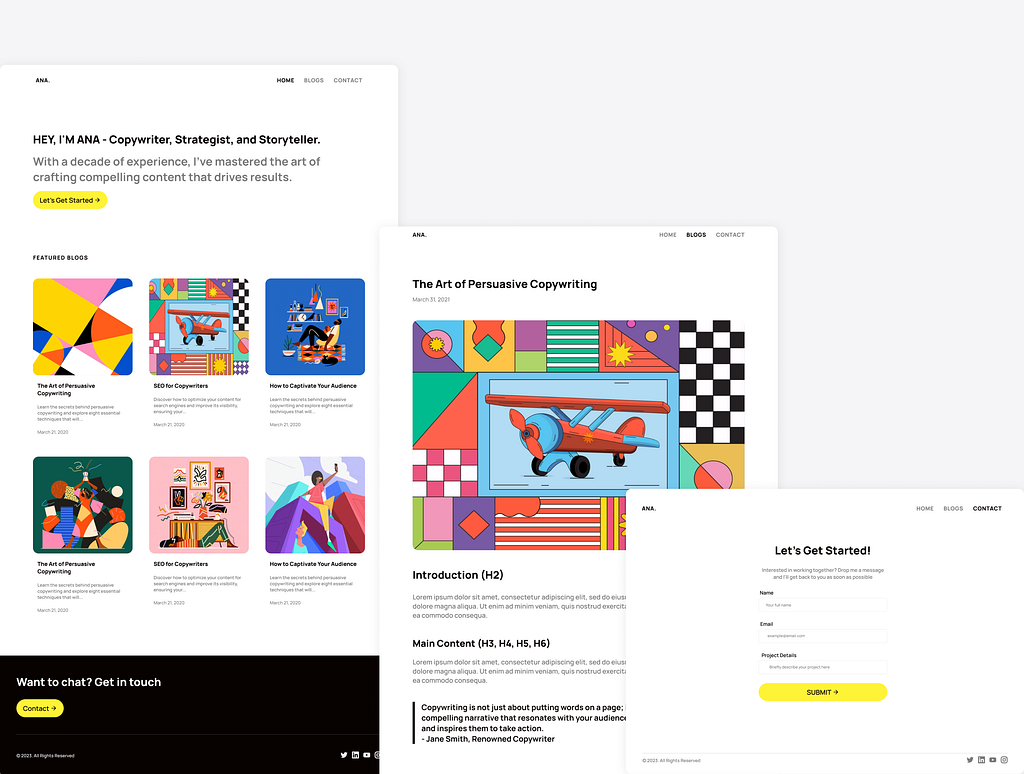 ANA.
HOME BLOGS CONTACT
HEY, I'M ANA - Copywriter, Strategist, and Storyteller.
With a decade of experience, I've mastered the art of
crafting compelling content that drives results.
Let's Get Started →
FEATURED BLOGS
The Art of Persuasive
Copywriting
Learn the secrets behind persuasive
copywriting and explore eight essential
techniques that will...
March 21, 2020
SEO for Copywriters
Discover how to optimize your content for
search engines and improve its visibility,
ensuring your...
March 21, 2020
How to Captivate Your Audience
Learn the secrets behind persuasive
copywriting and explore eight essential
techniques that will...
March 21, 2020
The Art of Persuasive
Copywriting
Learn the secrets behind persuasive
copywriting and explore eight essential
techniques that will...
March 21, 2020
SEO for Copywriters
Discover how to optimize your content for
search engines and improve its visibility,
ensuring your...
March 21, 2020
How to Captivate Your Audience
Learn the secrets behind persuasive
copywriting and explore eight essential
techniques that will...
March 21, 2020
Want to chat? Get in touch
Contact →
© 2023. All Rights Reserved
ANA.
HOME BLOGS CONTACT
The Art of Persuasive Copywriting
March 31, 2021
Introduction (H2)
Lorem ipsum dolor sit amet, consectetur adipiscing elit, sed do eius
dolore magna aliqua. Ut enim ad minim veniam, quis nostrud exercita
ea commodo consequa.
Main Content (H3, H4, H5, H6)
Lorem ipsum dolor sit amet, consectetur adipiscing elit, sed do eius
dolore magna aliqua. Ut enim ad minim veniam, quis nostrud exercita
ea commodo consequa.
Copywriting is not just about putting words on a page;
compelling narrative that resonates with your audience
and inspires them to take action.
- Jane Smith, Renowned Copywriter
ANA.
HOME BLOGS CONTACT
Let's Get Started!
Interested in working together? Drop me a message
and I'll get back to you as soon as possible
Name
Your full name
Email
example@email.com
Project Details
Briefly describe your project here
SUBMIT →
© 2023. All Rights Reserved